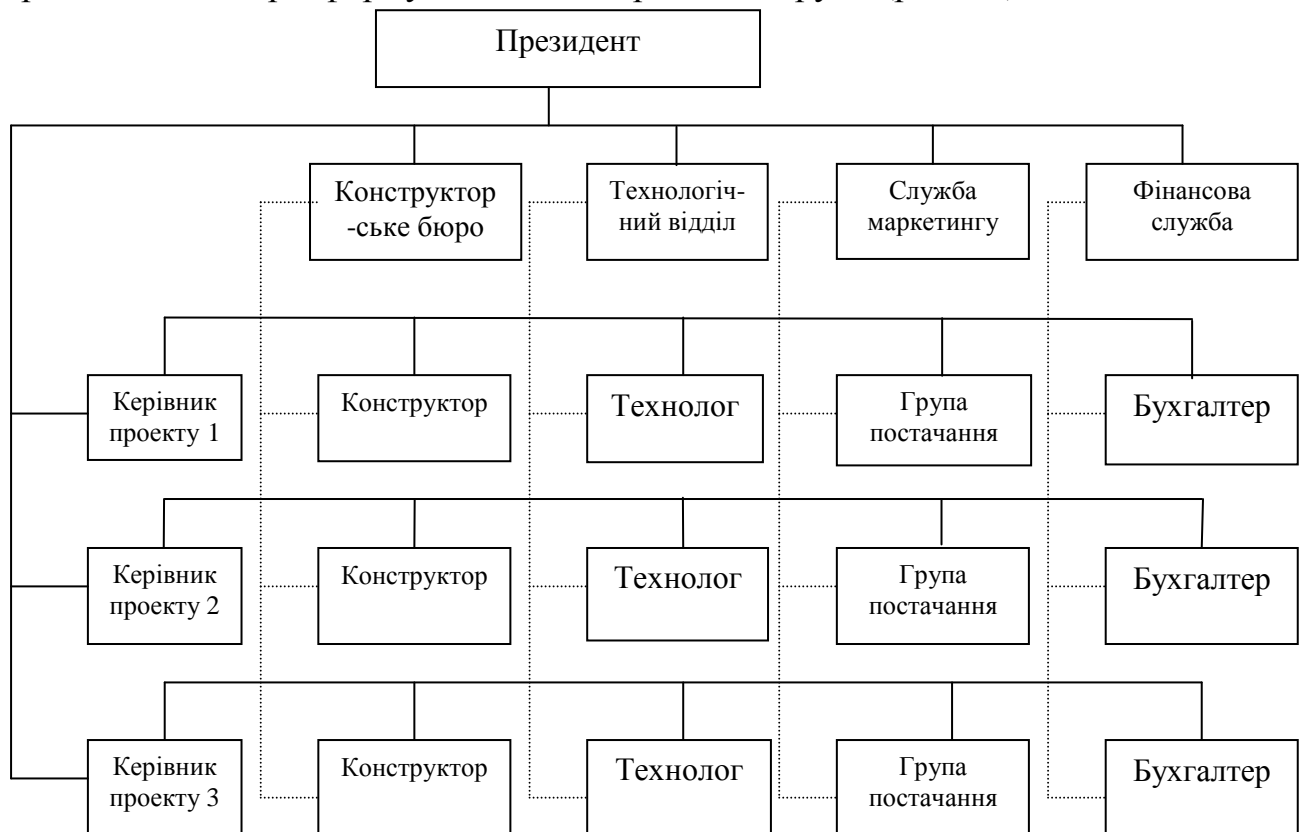 Президент
Конструктор
-ське бюро
Технологіч-
ний відділ
Служба
маркетингу
Фінансова
служба
Керівник
проекту 1
Конструктор
Технолог
Група
постачання
Бухгалтер
Керівник
проекту 2
Конструктор
Технолог
Група
постачання
Бухгалтер
Керівник
проекту 3
Конструктор
Технолог
Група
постачання
Бухгалтер